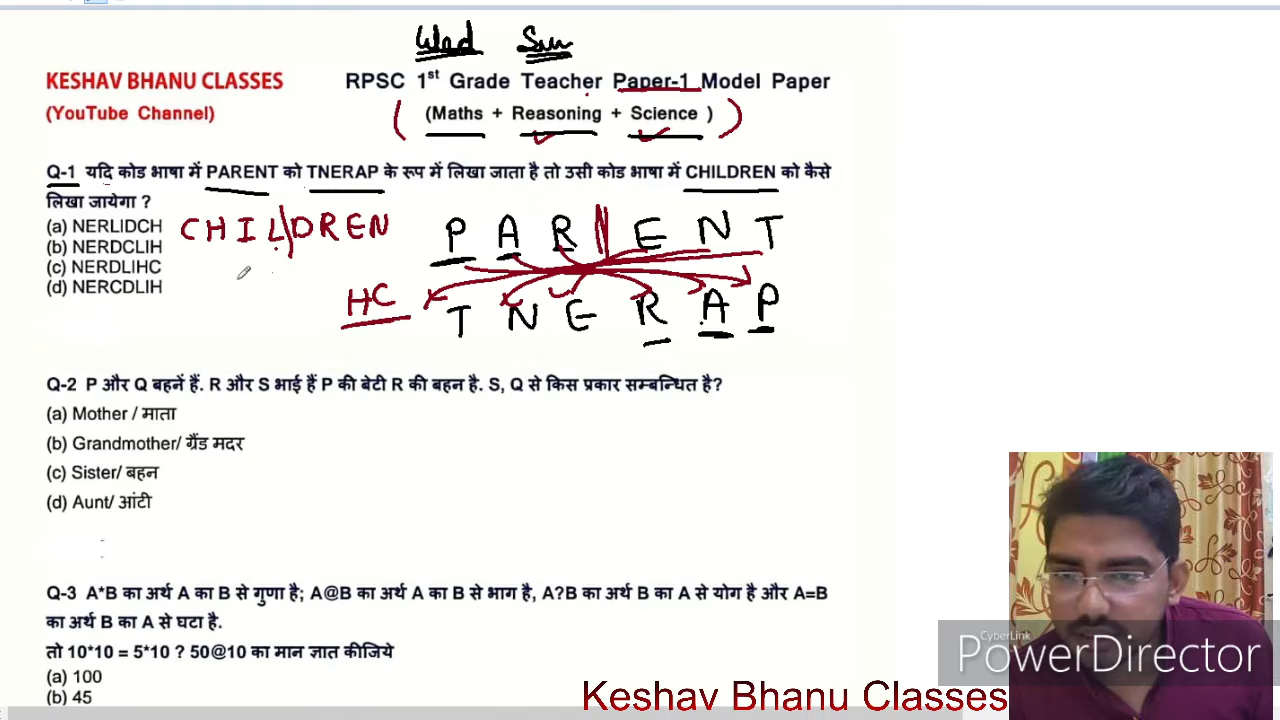 Wed Sun
KESHAV BHANU CLASSES RPSC 1st Grade Teacher Paper-1 Model Paper
(YouTube Channel) (Maths + Reasoning + Science )
Q-1 यदि कोड भाषा में PARENT को TNERAP के रूप में लिखा जाता है तो उसी कोड भाषा में CHILDREN को कैसे
लिखा जायेगा ?
(a) NERLIDCH
(b) NERDCLIH
(c) NERDLIHC
(d) NERCDLIH
CHILDREN
PARENT
HC
TNERAP
Q-2 P और Q बहनें हैं. R और S भाई हैं P की बेटी R की बहन है. S, Q से किस प्रकार सम्बन्धित है?
(a) Mother / माता
(b) Grandmother/ ग्रैंड मदर
(c) Sister/ बहन
(d) Aunt/ आंटी
Q-3 A*B का अर्थ A का B से गुणा है; A@B का अर्थ A का B से भाग है, A?B का अर्थ B का A से योग है और A=B
का अर्थ B का A से घटा है.
तो 10*10 = 5*10 ? 50@10 का मान ज्ञात कीजिये
(a) 100
(b) 45
CyberLink
PowerDirector
Keshav Bhanu Classes